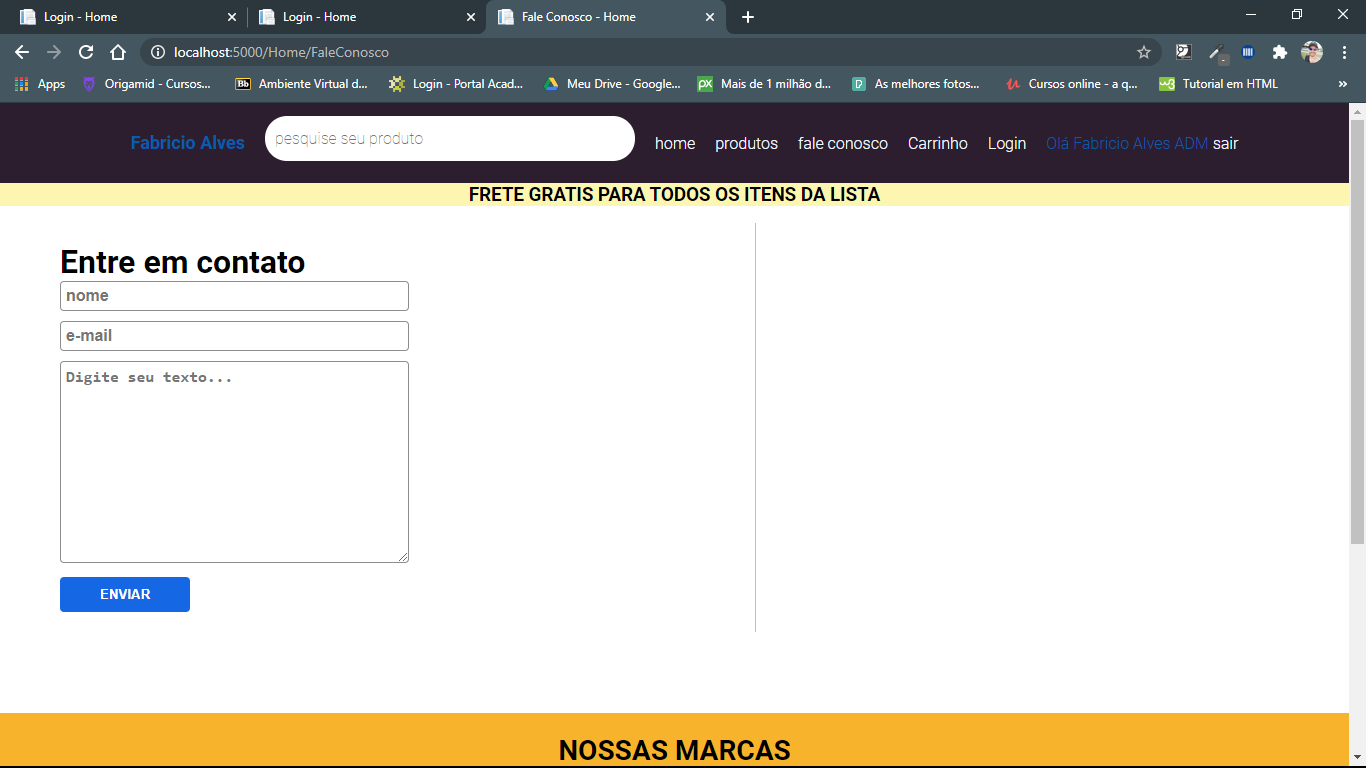 Login - Home
Login - Home
Fale Conosco - Home
localhost:5000/Home/FaleConosco
Apps
Origamid - Cursos...
Bb Ambiente Virtual d...
Login - Portal Acad...
Meu Drive - Google...
px Mais de 1 milhão d...
As melhores fotos...
Cursos online - a q...
Tutorial em HTML
»
Fabricio Alves
pesquise seu produto
home
produtos
fale conosco
Carrinho
Login
Olá Fabricio Alves ADM sair
FRETE GRATIS PARA TODOS OS ITENS DA LISTA
Entre em contato
nome
e-mail
Digite seu texto...
ENVIAR
NOSSAS MARCAS